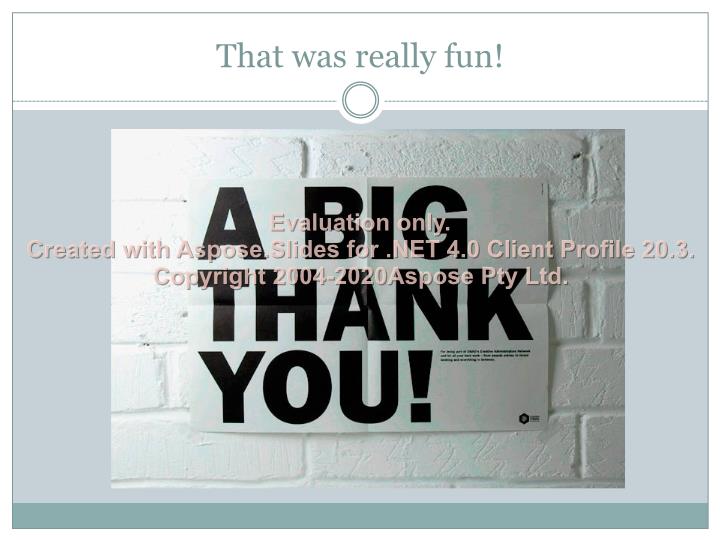 That was really fun!
A BIG
Evaluation only.
Created with Aspose.Slides for .NET 4.0 Client Profile 20.3.
Copyright 2004-2020Aspose Pty Ltd.
THANK
YOU!